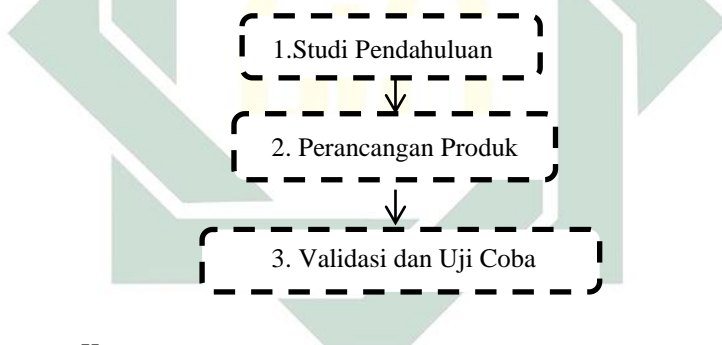 1.Studi Pendahuluan
2. Perancangan Produk
3. Validasi dan Uji Coba